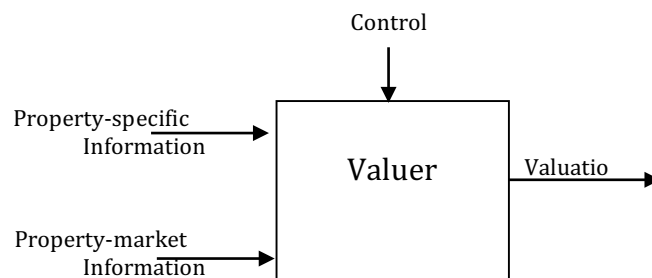 Control
Property-specific
Information
Valuer
Valuatio
Property-market
Information